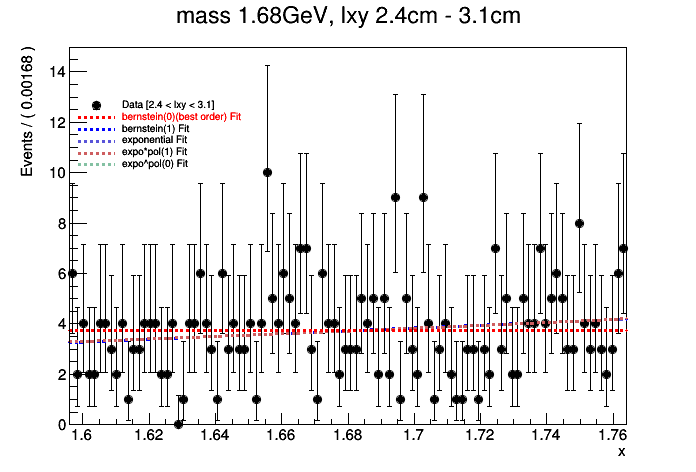 mass 1.68GeV, lxy 2.4cm - 3.1cm
Events / ( 0.00168 )
14
12
10
8
6
4
2
0
Data [2.4 < lxy < 3.1]
bernstein(0)(best order) Fit
bernstein(1) Fit
exponential Fit
expo*pol(1) Fit
expo^pol(0) Fit
1.6 1.62 1.64 1.66 1.68 1.7 1.72 1.74 1.76
x